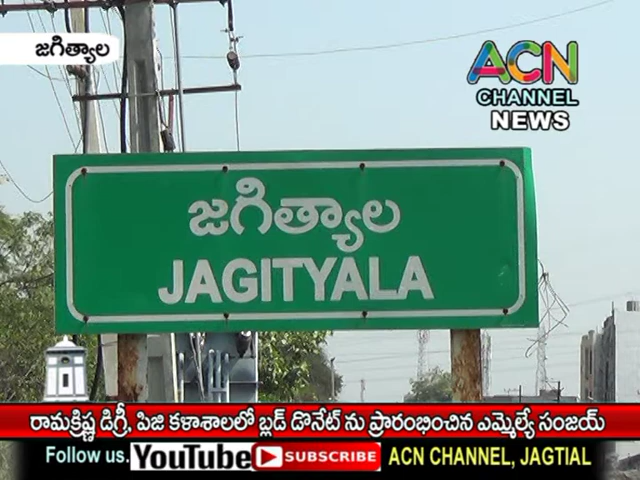 జగిత్యాల
ACN
CHANNEL
NEWS
జగిత్యాల
JAGITYALA
రామక్రిష్ణ డిగ్రీ, పిజి కళాశాలలో బ్లడ్ డొనేట్ ను ప్రారంభించిన ఎమ్మెల్యే సంజయ్
Follow us. YouTube SUBSCRIBE ACN CHANNEL, JAGTIAL